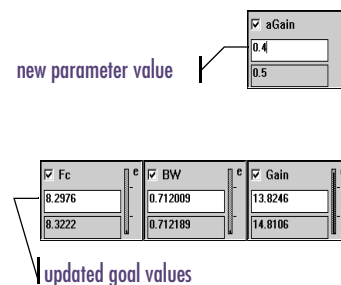 aGain
0.4
new parameter value
0.5
Fc e BW e Gain
8.2976 0.712009 13.8246
8.3222 0.712189 14.8106
updated goal values